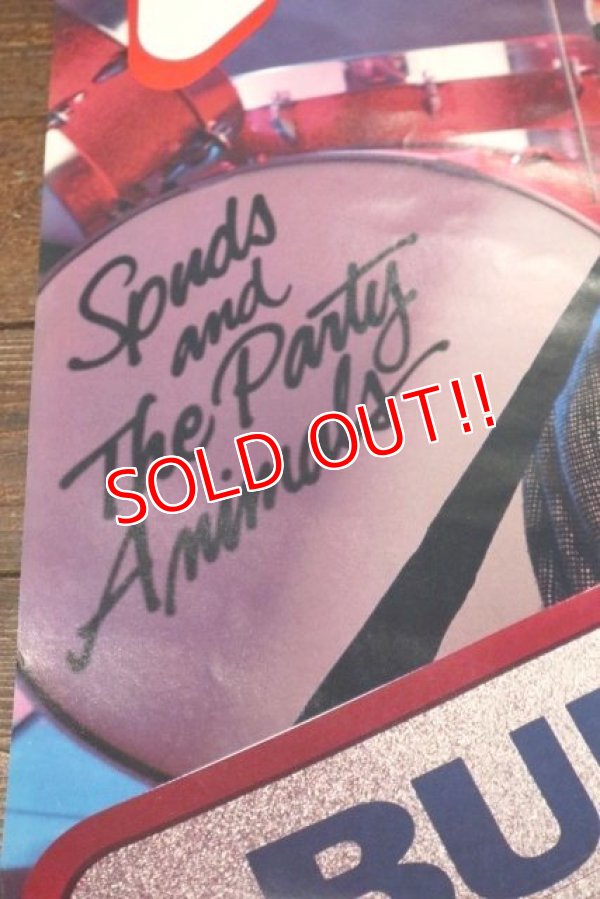 Spuds
and
The Party
Animals
SOLD OUT!!
BU